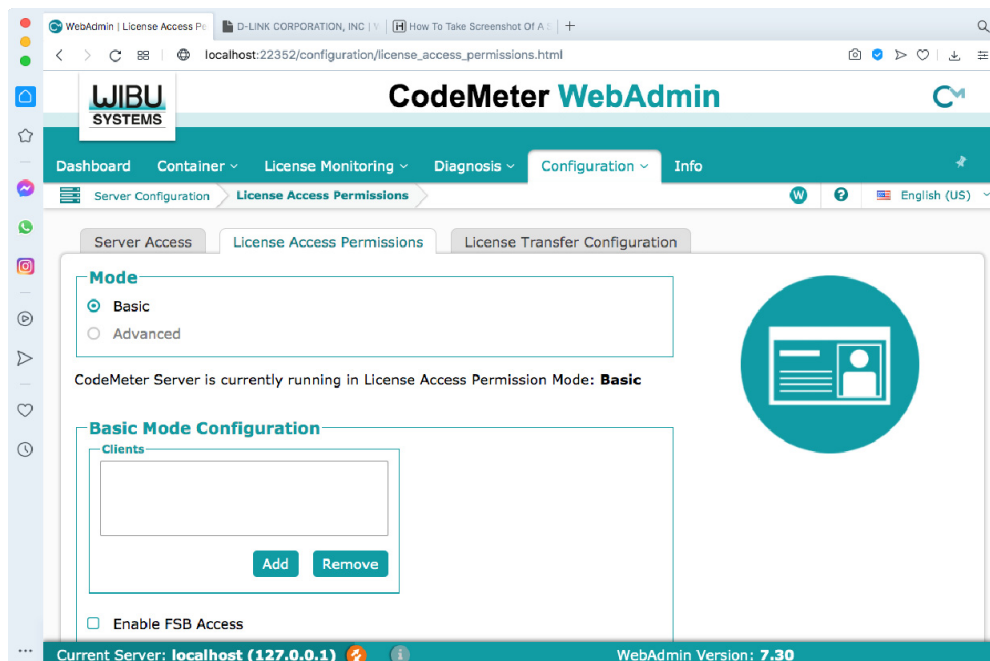 WebAdmin | License Access Pe
D-LINK CORPORATION, INC | V
How To Take Screenshot Of A S
localhost:22352/configuration/license_access_permissions.html
WIBU
SYSTEMS
CodeMeter WebAdmin
Dashboard Container License Monitoring Diagnosis Configuration Info
Server Configuration License Access Permissions
W ? English (US)
Server Access License Access Permissions License Transfer Configuration
Mode
Basic
Advanced
CodeMeter Server is currently running in License Access Permission Mode: Basic
Basic Mode Configuration
Clients
Add Remove
Enable FSB Access
Current Server: localhost (127.0.0.1) WebAdmin Version: 7.30